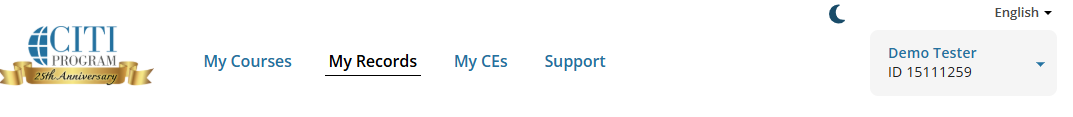 English
CITI
PROGRAM
25th Anniversary
My Courses My Records My CEs Support
Demo Tester
ID 15111259